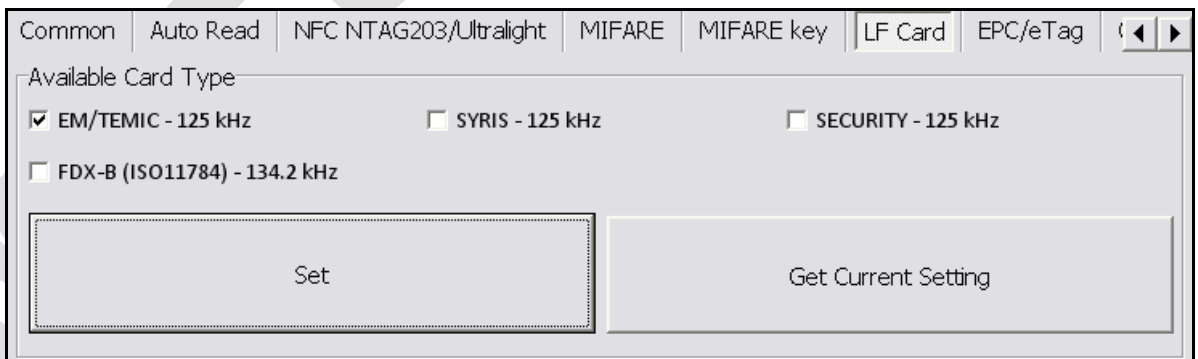 Common Auto Read NFC NTAG203/Ultralight MIFARE MIFARE key LF Card EPC/eTag
Available Card Type
EM/TEMIC - 125 kHz SYRIS - 125 kHz SECURITY - 125 kHz
FDX-B (ISO11784) - 134.2 kHz
Set Get Current Setting